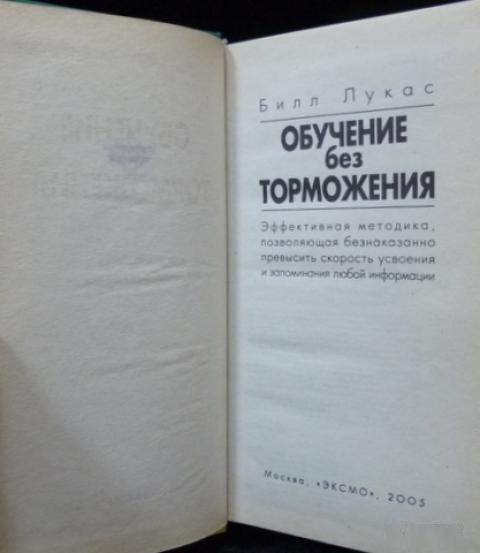 Билл Лукас
ОБУЧЕНИЕ
без
ТОРМОЖЕНИЯ
Эффективная методика,
позволяющая безнаказанно
превысить скорость усвоения
и запоминания любой информации
Москва, «ЭКСМО», 2005